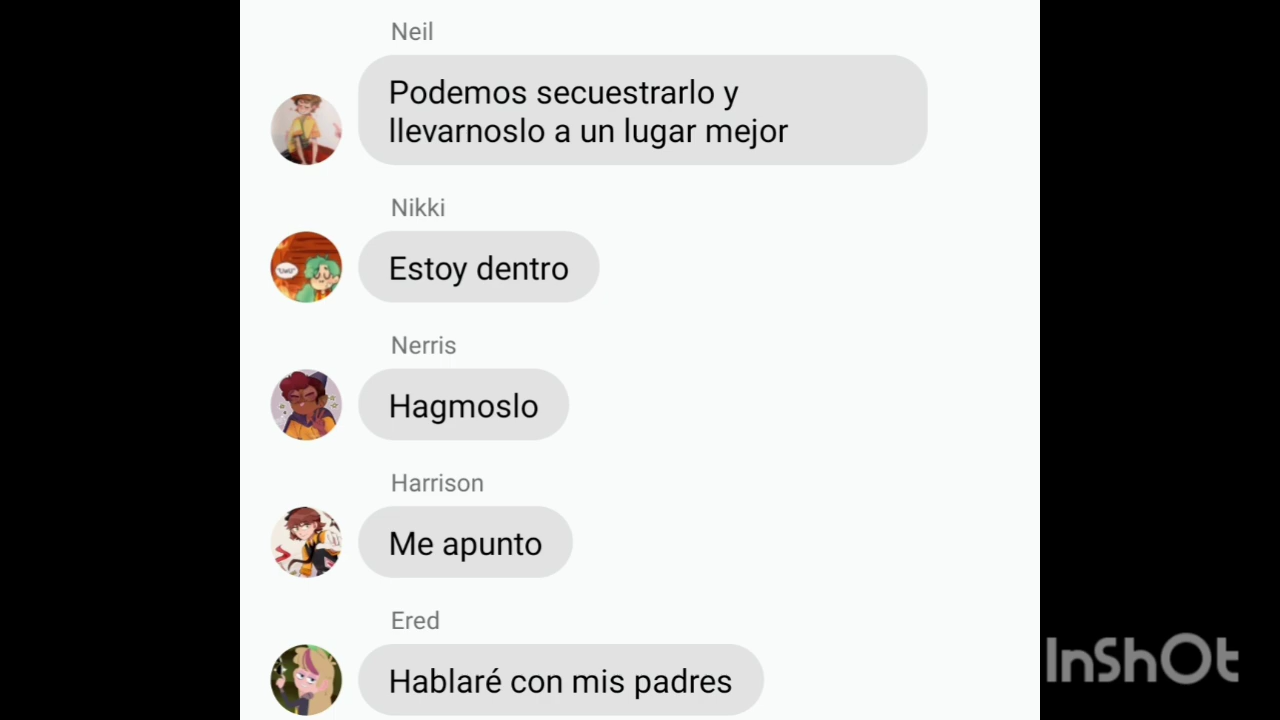 Neil
Podemos secuestrarlo y
llevarnoslo a un lugar mejor
Nikki
"UwU"
Estoy dentro
Nerris
Hagmoslo
Harrison
Me apunto
Ered
Hablaré con mis padres
InShOt